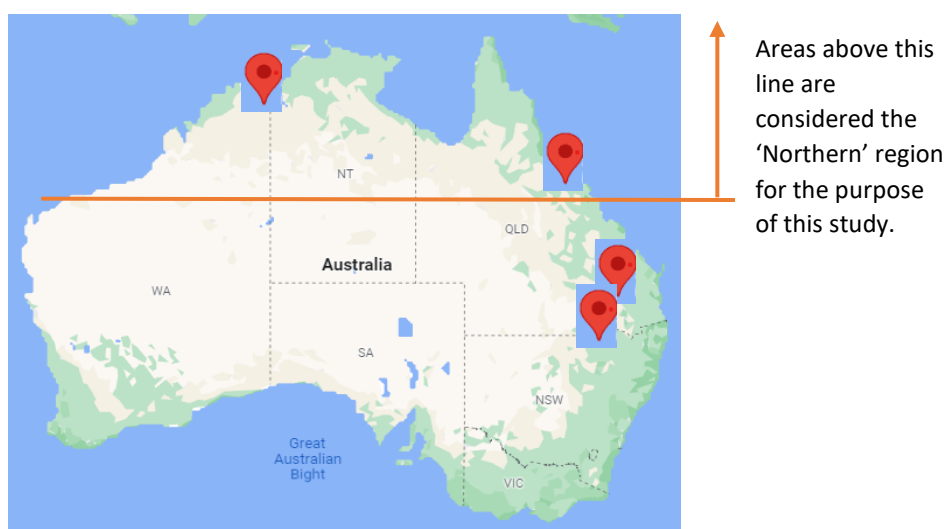 Areas above this
line are
considered the
‘Northern’ region
for the purpose
of this study.
NT
QLD
Australia
WA
SA
NSW
Great
Australian
Bight
VIC